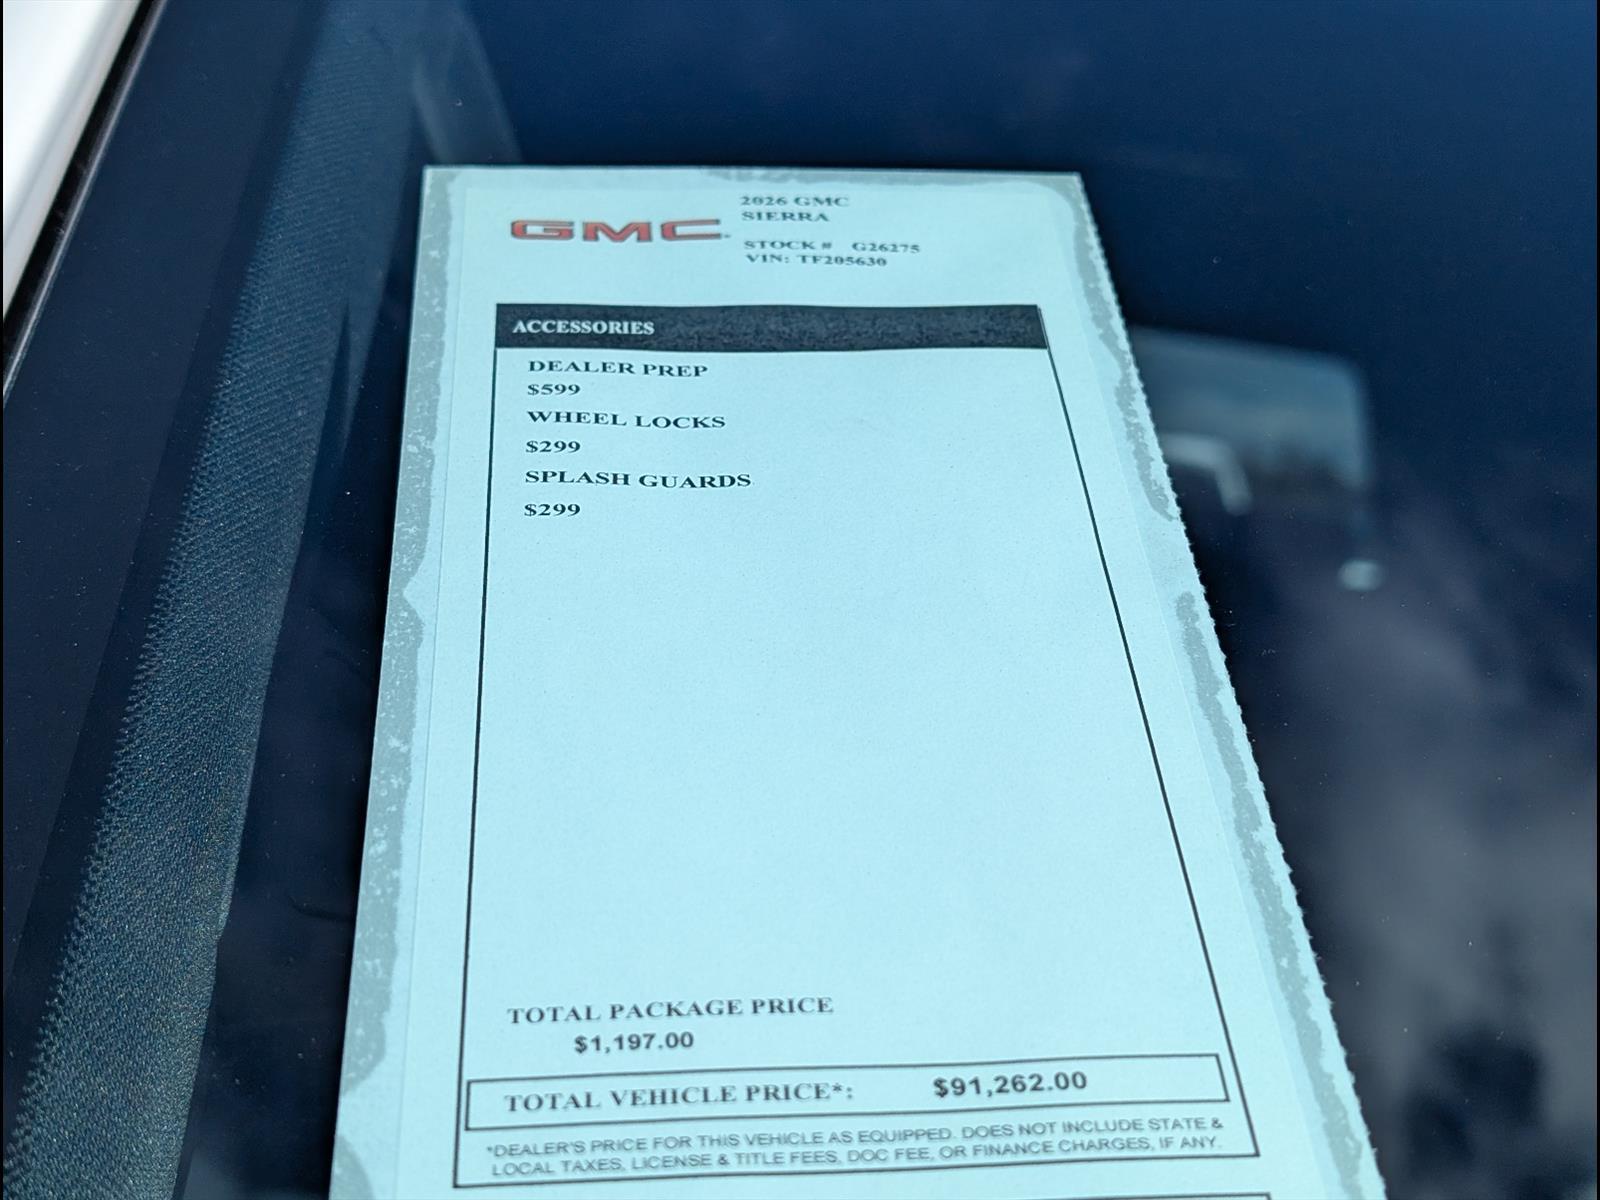 GMC
2026 GMC
SIERRA
STOCK # G26275
VIN: TF205630
ACCESSORIES
DEALER PREP
$599
WHEEL LOCKS
$299
SPLASH GUARDS
$299
TOTAL PACKAGE PRICE
$1,197.00
TOTAL VEHICLE PRICE*: $91,262.00
*DEALER'S PRICE FOR THIS VEHICLE AS EQUIPPED. DOES NOT INCLUDE STATE &
LOCAL TAXES, LICENSE & TITLE FEES, DOC FEE, OR FINANCE CHARGES, IF ANY.